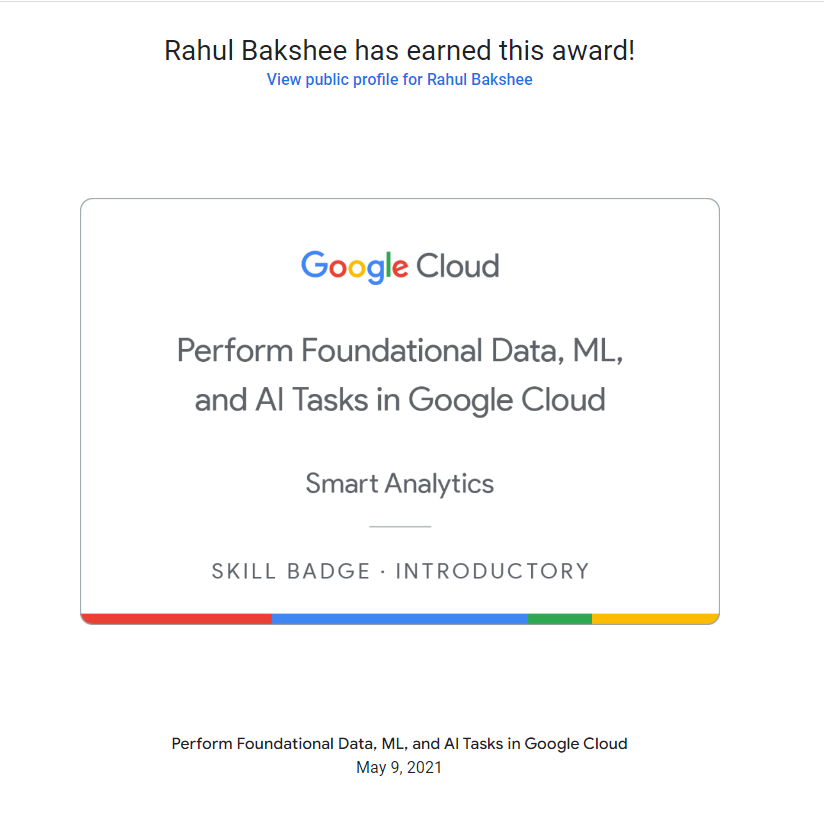 Rahul Bakshee has earned this award!
View public profile for Rahul Bakshee
Google Cloud
Perform Foundational Data, ML,
and AI Tasks in Google Cloud
Smart Analytics
SKILL BADGE · INTRODUCTORY
Perform Foundational Data, ML, and AI Tasks in Google Cloud
May 9, 2021